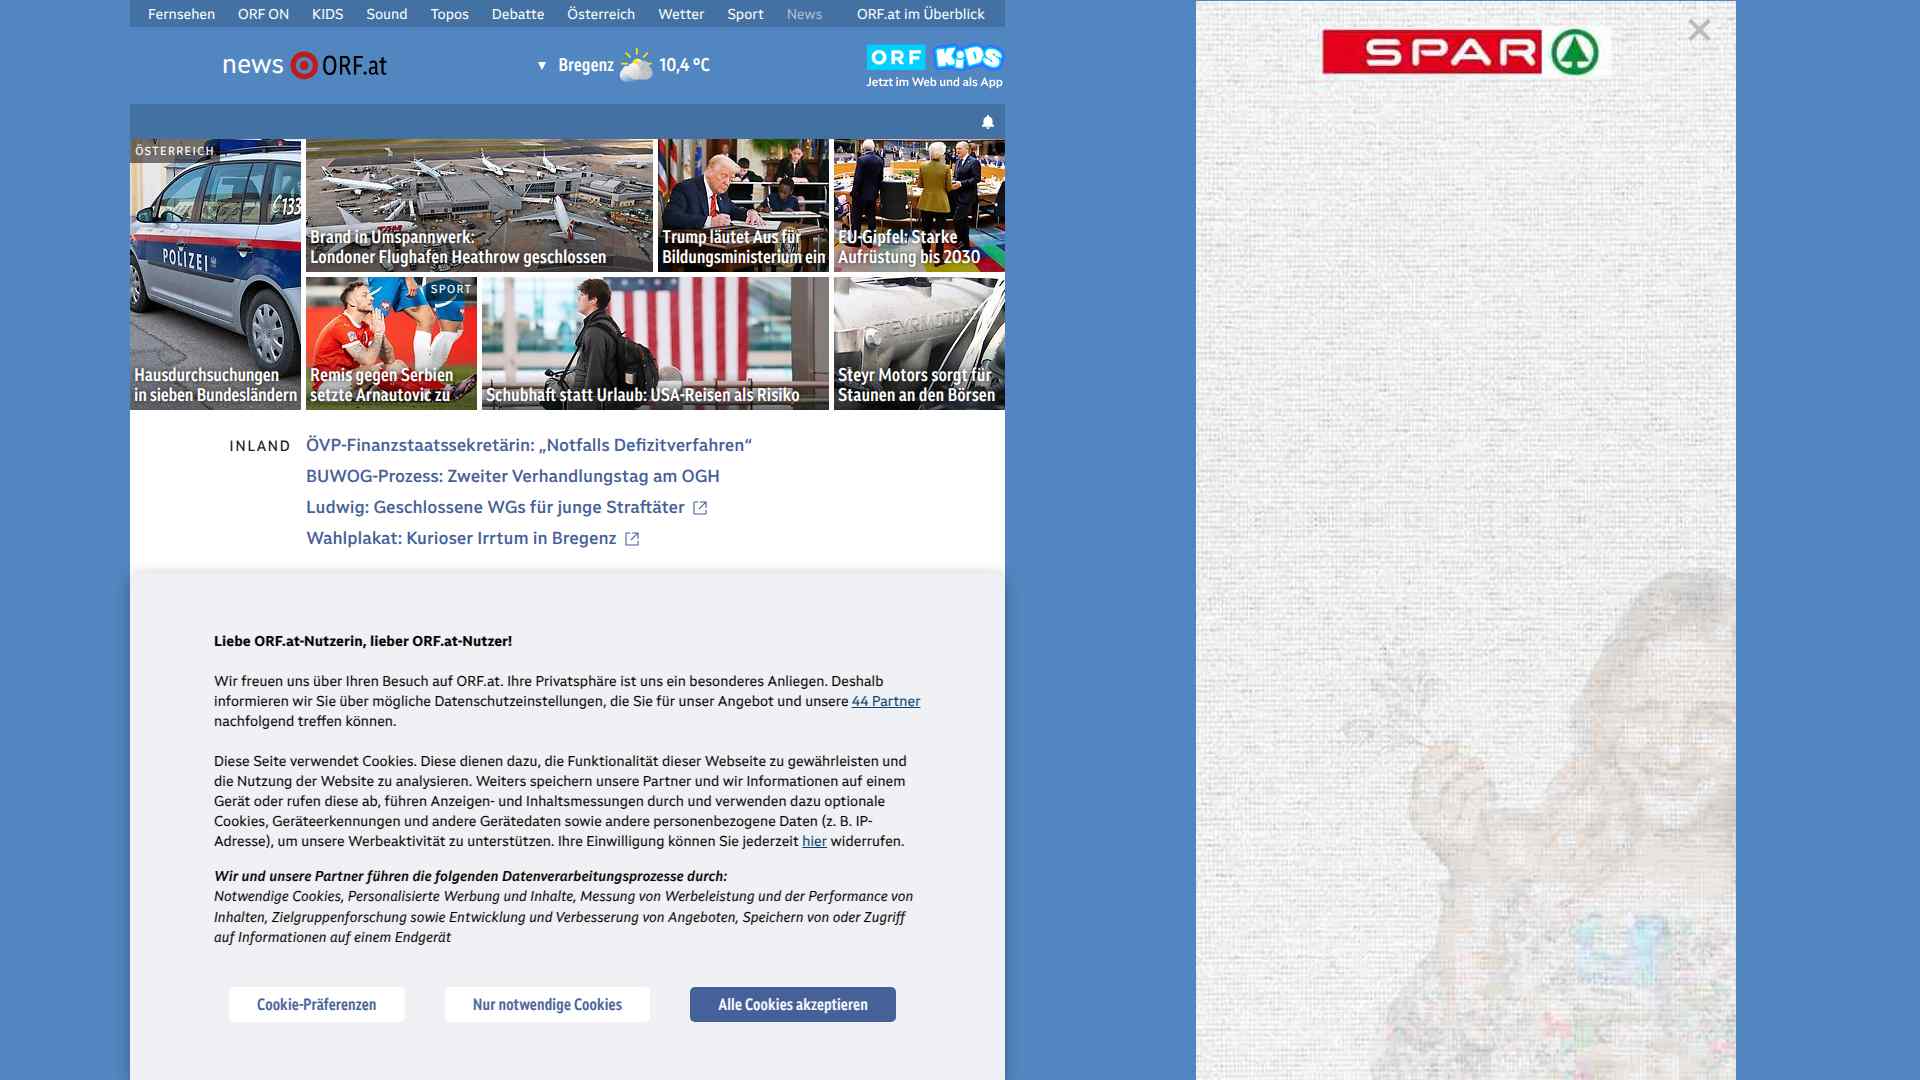 Fernsehen ORF ON KIDS Sound Topos Debatte Österreich Wetter Sport News ORF.at im Überblick
news ORF.at
▼ Bregenz 10,4 °C
ORF KiDS
Jetzt im Web und als App
SPAR
ÖSTERREICH
133
POLIZEI
Hausdurchsuchungen
in sieben Bundesländern
Brand in Umspannwerk:
Londoner Flughafen Heathrow geschlossen
Trump läutet Aus für
Bildungsministerium ein
EU-Gipfel: Starke
Aufrüstung bis 2030
SPORT
Remis gegen Serbien
setzte Arnautovic zu
Schubhaft statt Urlaub: USA-Reisen als Risiko
STEYR MOTORS
Steyr Motors sorgt für
Staunen an den Börsen
INLAND
ÖVP-Finanzstaatssekretärin: „Notfalls Defizitverfahren“
BUWOG-Prozess: Zweiter Verhandlungstag am OGH
Ludwig: Geschlossene WGs für junge Straftäter
Wahlplakat: Kurioser Irrtum in Bregenz
Liebe ORF.at-Nutzerin, lieber ORF.at-Nutzer!
Wir freuen uns über Ihren Besuch auf ORF.at. Ihre Privatsphäre ist uns ein besonderes Anliegen. Deshalb
informieren wir Sie über mögliche Datenschutzeinstellungen, die Sie für unser Angebot und unsere 44 Partner
nachfolgend treffen können.
Diese Seite verwendet Cookies. Diese dienen dazu, die Funktionalität dieser Webseite zu gewährleisten und
die Nutzung der Website zu analysieren. Weiters speichern unsere Partner und wir Informationen auf einem
Gerät oder rufen diese ab, führen Anzeigen- und Inhaltsmessungen durch und verwenden dazu optionale
Cookies, Geräteerkennungen und andere Gerätedaten sowie andere personenbezogene Daten (z. B. IP-
Adresse), um unsere Werbeaktivität zu unterstützen. Ihre Einwilligung können Sie jederzeit hier widerrufen.
Wir und unsere Partner führen die folgenden Datenverarbeitungsprozesse durch:
Notwendige Cookies, Personalisierte Werbung und Inhalte, Messung von Werbeleistung und der Performance von
Inhalten, Zielgruppenforschung sowie Entwicklung und Verbesserung von Angeboten, Speichern von oder Zugriff
auf Informationen auf einem Endgerät
Cookie-Präferenzen Nur notwendige Cookies Alle Cookies akzeptieren